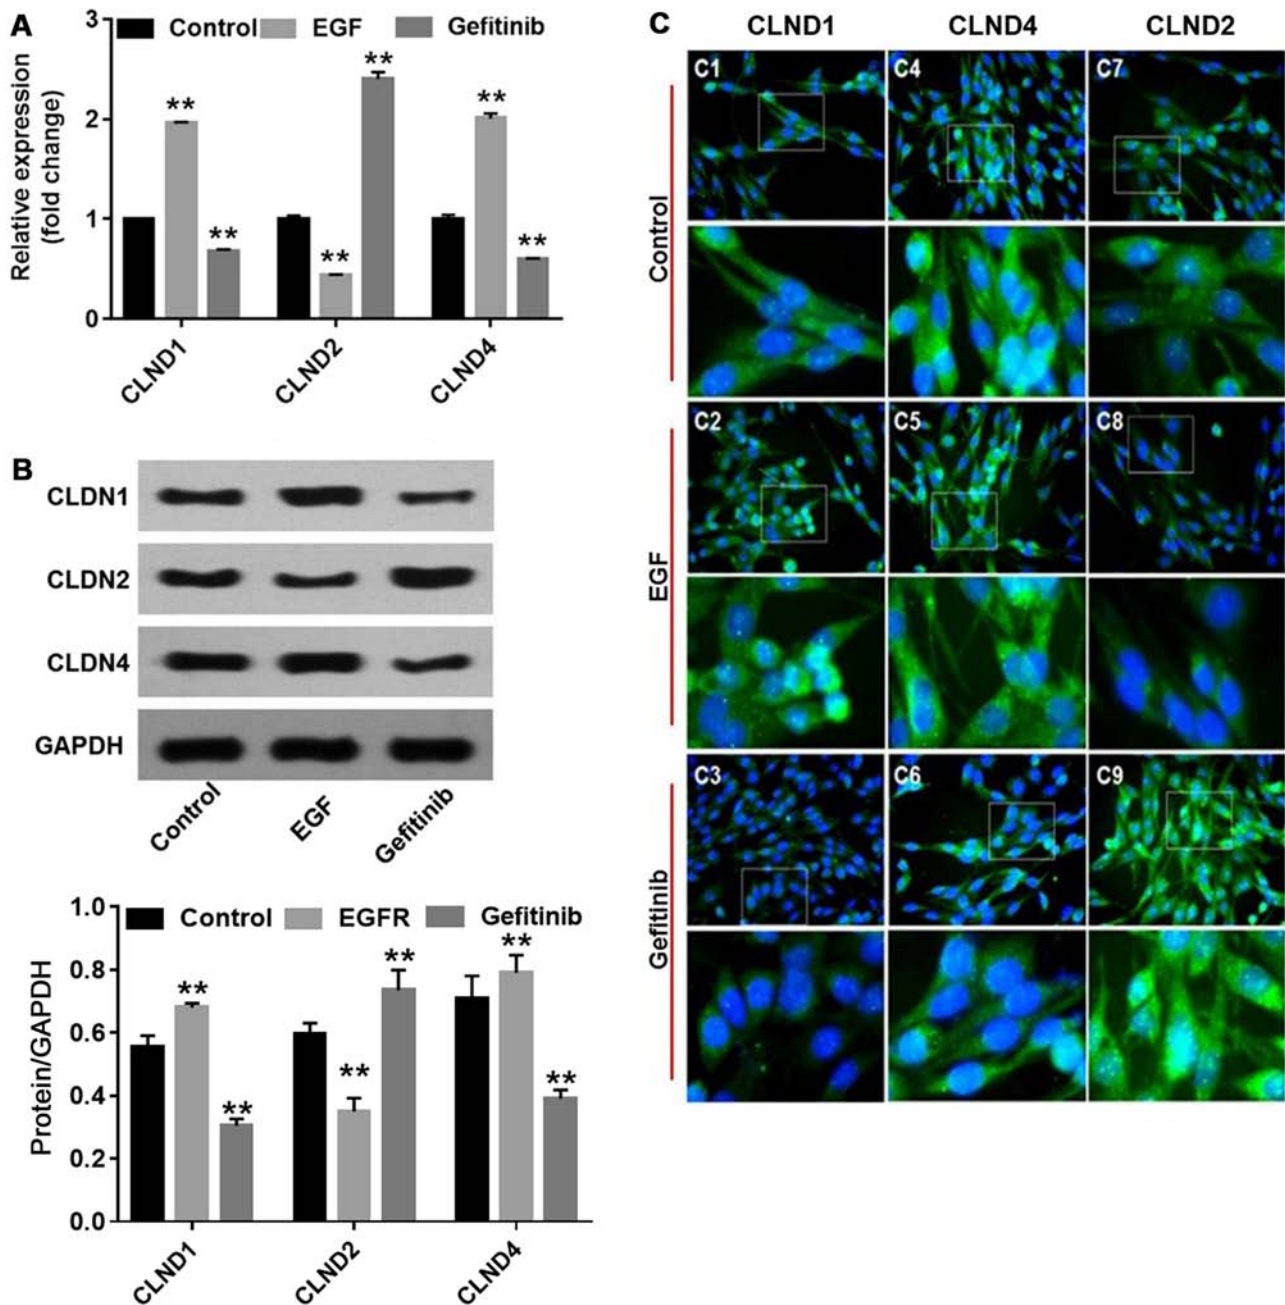 A
3
Control
EGF
Gefitinib
Relative expression
(fold change)
2
1
0
**
**
**
**
**
**
CLND1
CLND2
CLND4
B
CLDN1
CLDN2
CLDN4
GAPDH
Control
EGF
Gefitinib
1.0
Control
EGFR
Gefitinib
Protein/GAPDH
0.8
0.6
0.4
0.2
0.0
**
**
**
**
**
**
CLND1
CLND2
CLND4
C
CLND1
CLND4
CLND2
Control
C1
C4
C7
EGF
C2
C5
C8
Gefitinib
C3
C6
C9